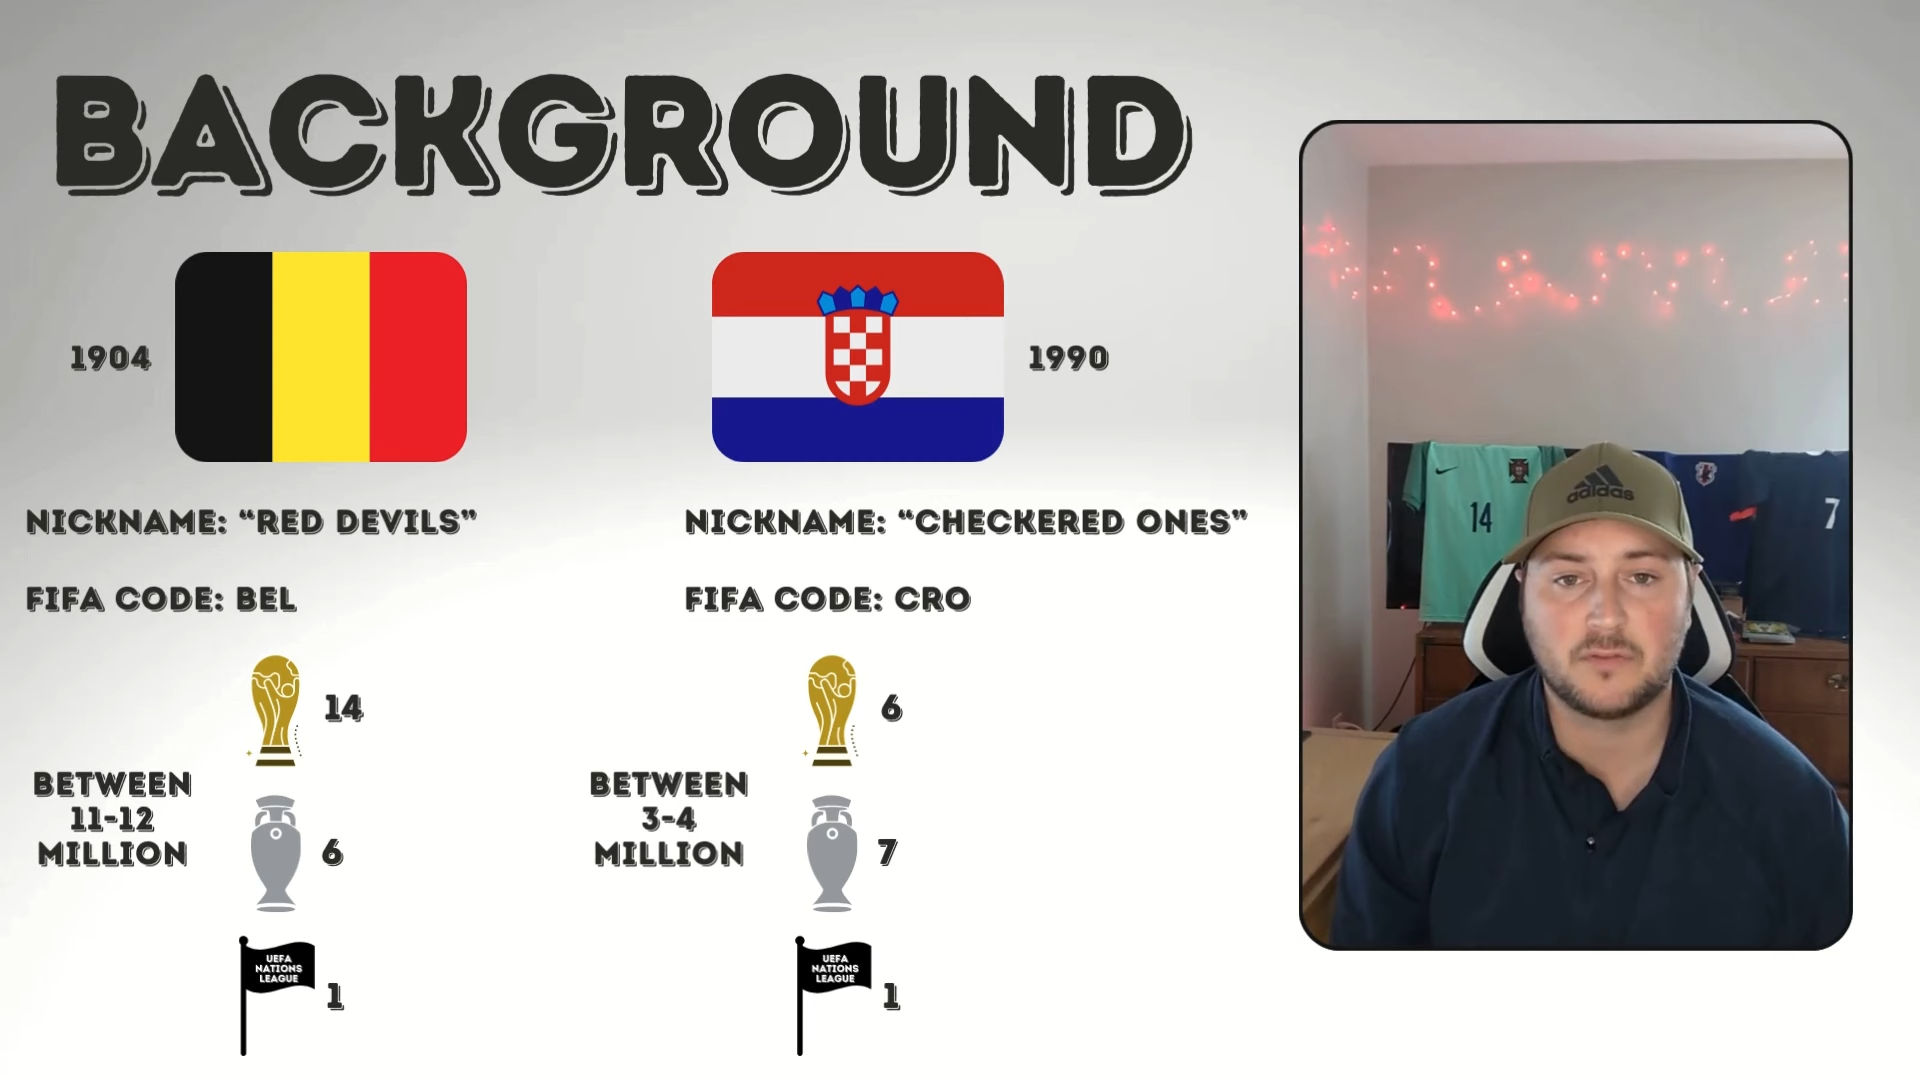 BACKGROUND
1904
1990
NICKNAME: “RED DEVILS”
FIFA CODE: BEL
14
BETWEEN
11-12
MILLION
6
UEFA
NATIONS
LEAGUE
1
NICKNAME: “CHECKERED ONES”
FIFA CODE: CRO
6
BETWEEN
3-4
MILLION
7
UEFA
NATIONS
LEAGUE
1
14
adidas
7